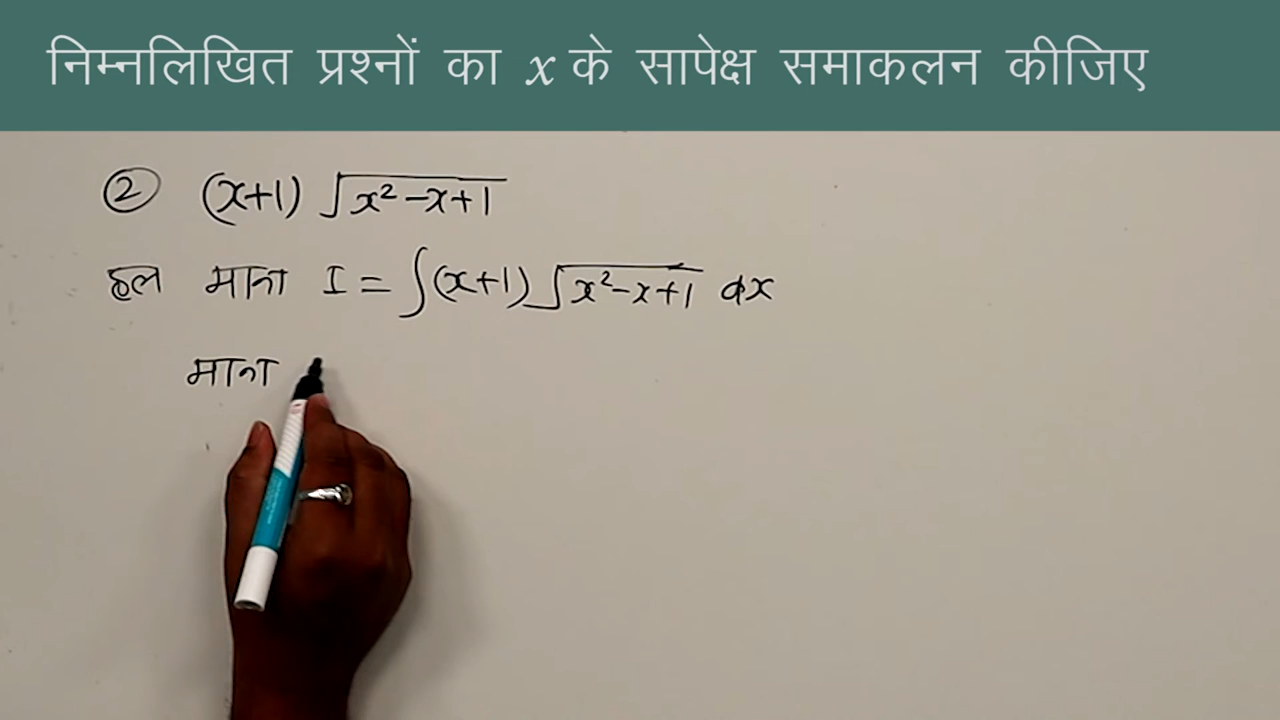 निम्नलिखित प्रश्नों का x के सापेक्ष समाकलन कीजिए
② (x+1) √(x²-x+1)
हल माना I = ∫(x+1)√(x²-x+1) dx
माना